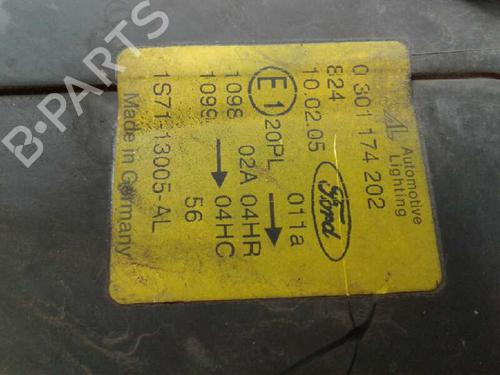 AL Automotive Lighting
0 301 174 202
824
10.02.05
Ford
E1
20PL
011a
1098
02A
04HR
1099
04HC
56
1S71-13005-AL
Made in Germany
B-PARTS